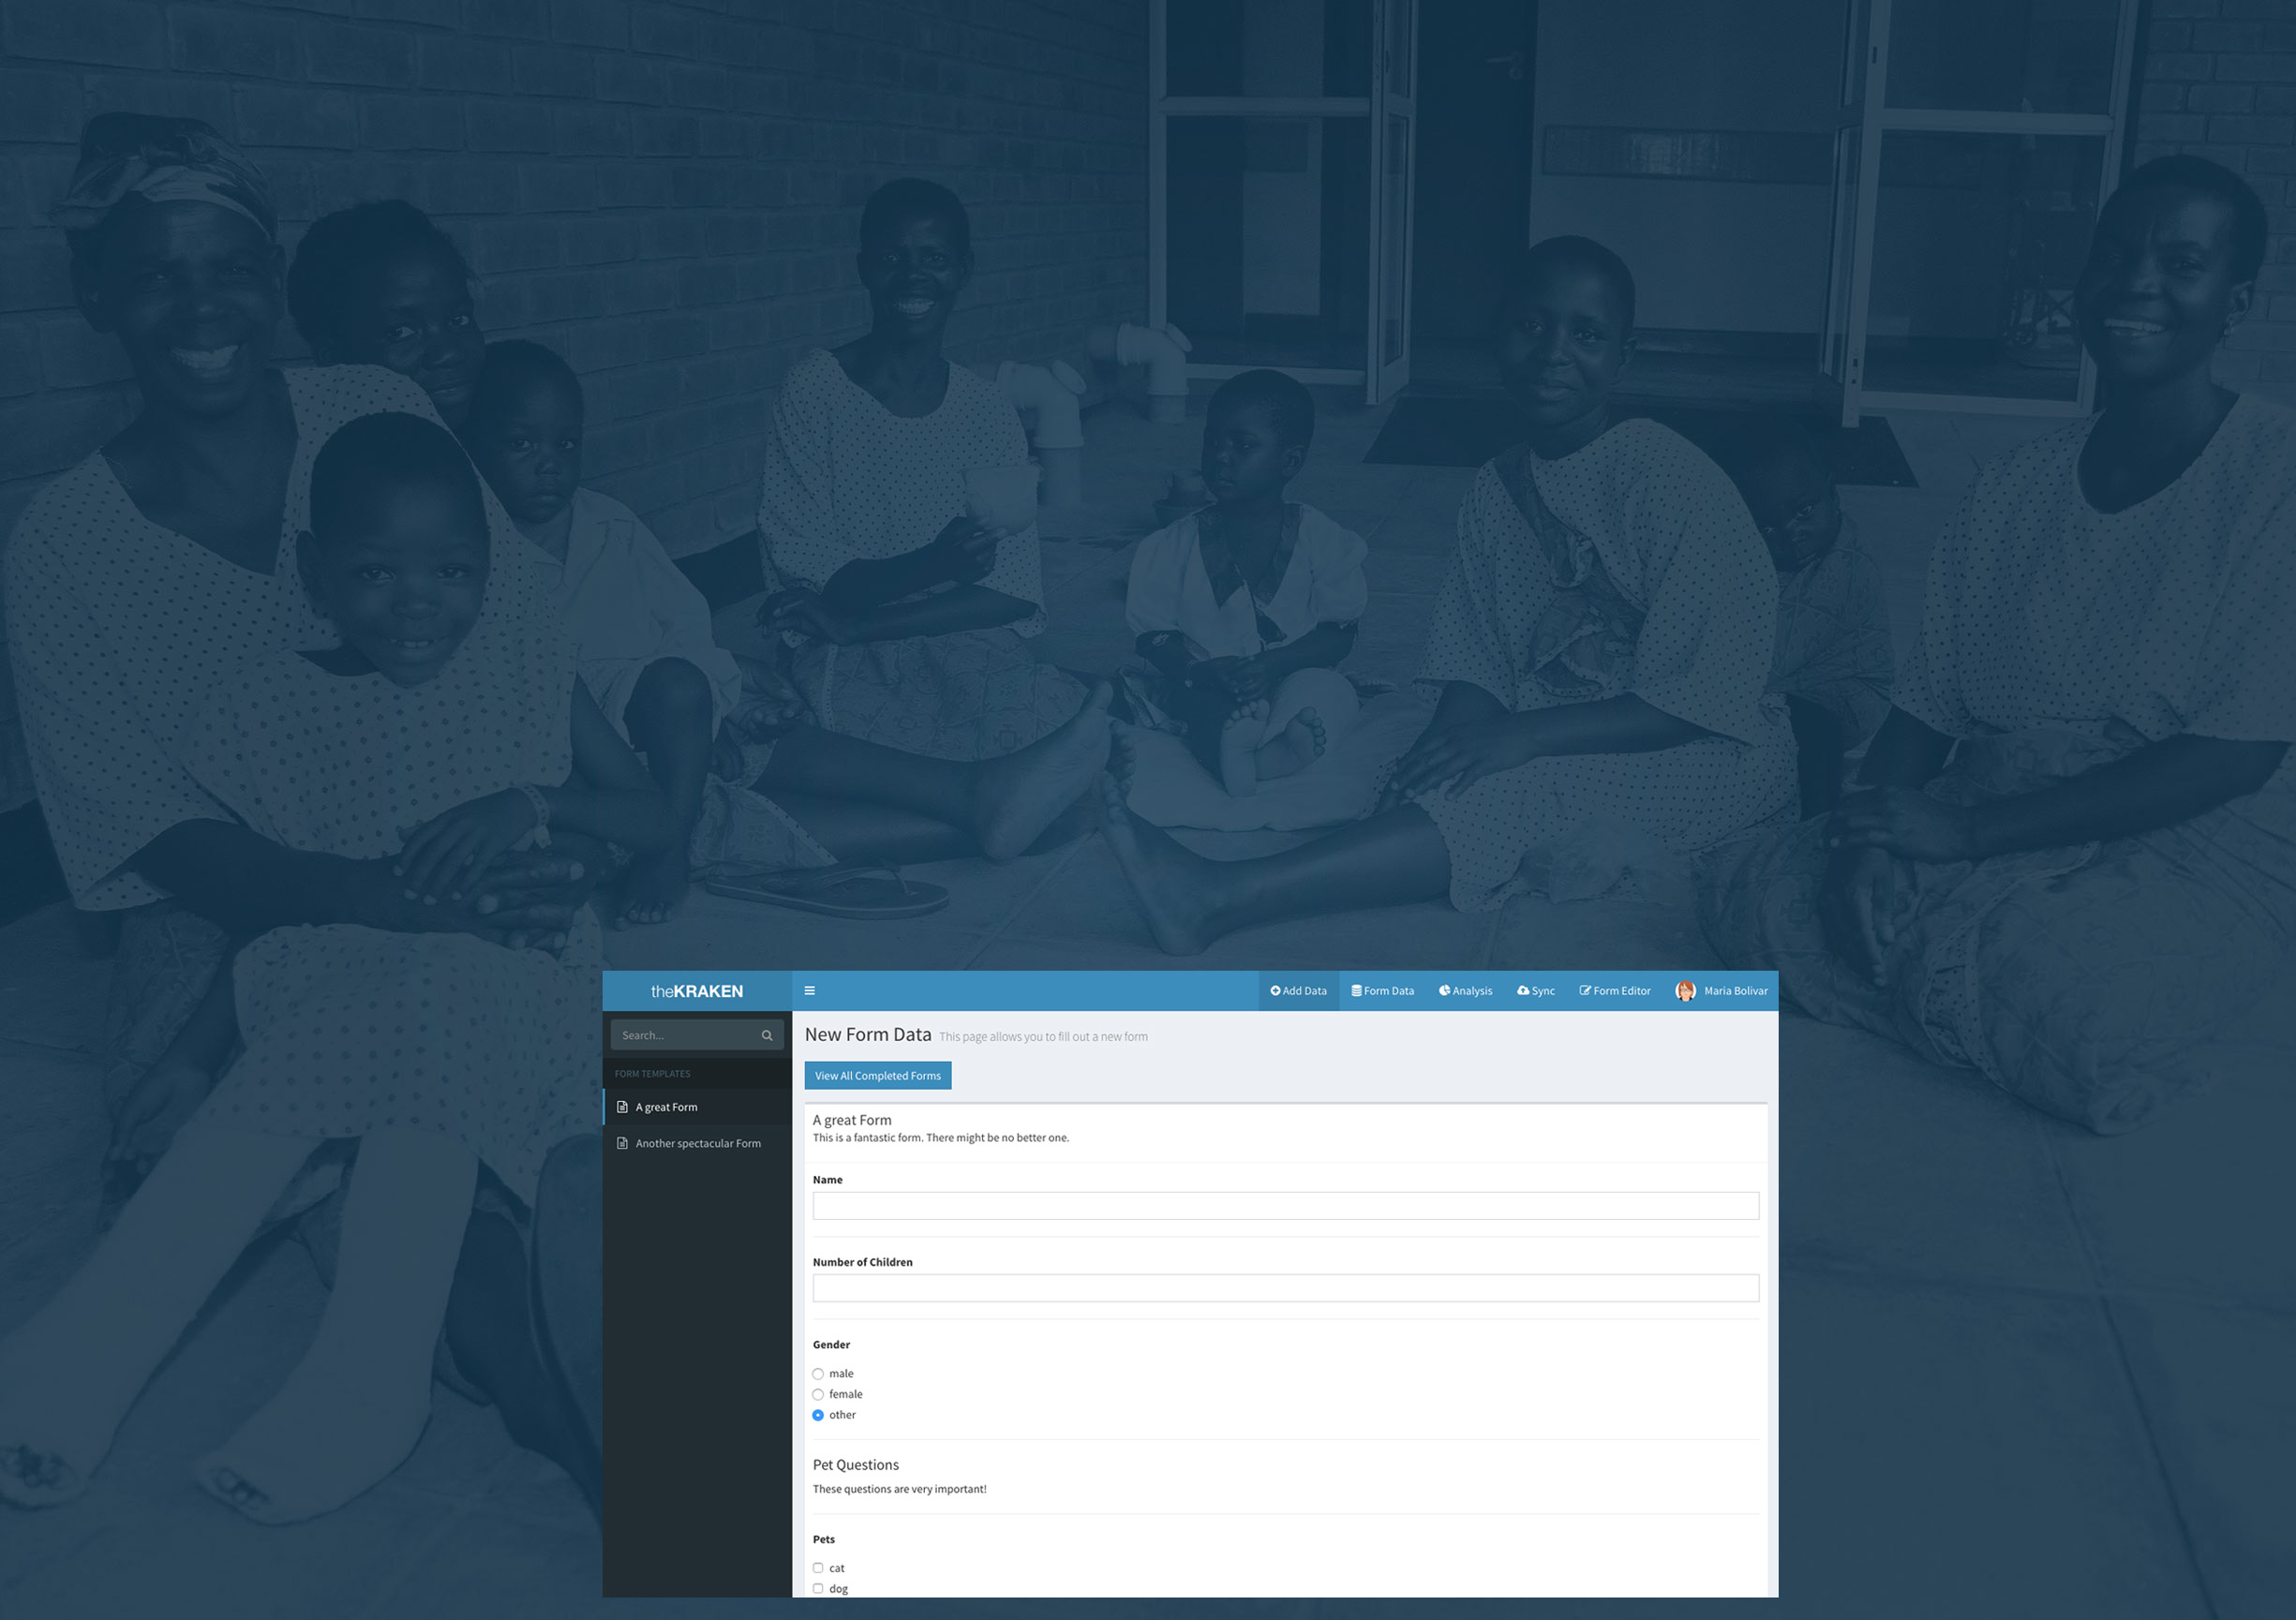 theKRAKEN
Add Data Form Data Analysis Sync Form Editor Maria Bolivar
Search...
FORM TEMPLATES
A great Form
Another spectacular Form
New Form Data This page allows you to fill out a new form
View All Completed Forms
A great Form
This is a fantastic form. There might be no better one.
Name
Number of Children
Gender
male
female
other
Pet Questions
These questions are very important!
Pets
cat
dog